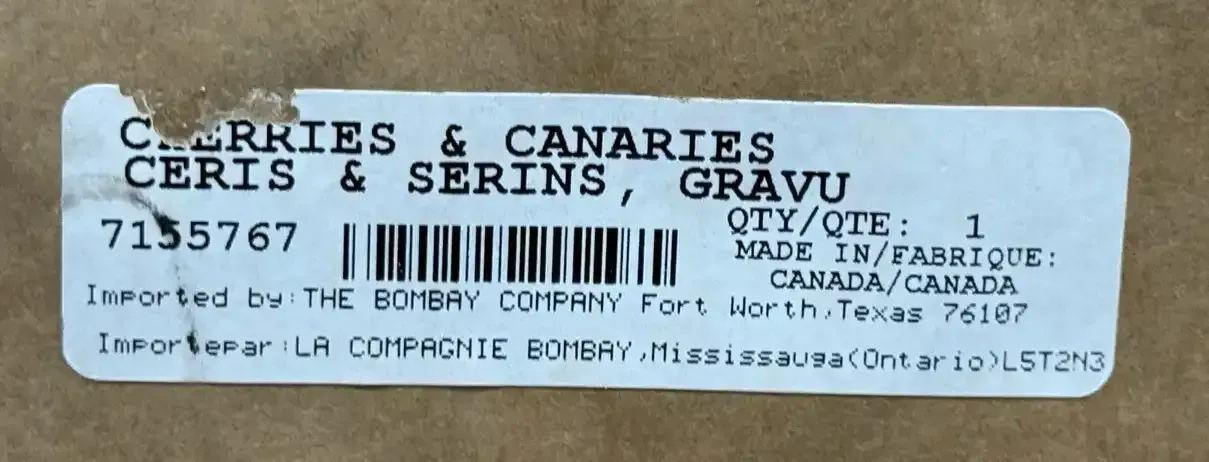 CHERRIES & CANARIES
CERIS & SERINS, GRAVU
7155767
QTY/QTE: 1
MADE IN/FABRIQUE:
CANADA/CANADA
Imported by:THE BOMBAY COMPANY Fort Worth,Texas 76107
Importepar:LA COMPAGNIE BOMBAY,Mississauga(Ontario)L5T2N3